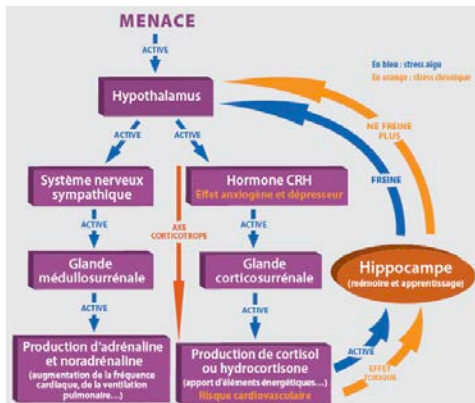 MENACE
ACTIVE
En bleu : stress aigu
En orange : stress chronique
Hypothalamus
NE FREINE
PLUS
ACTIVE
ACTIVE
FREINE
Système nerveux
sympathique
Hormone CRH
Effet anxiogène et dépresseur
ACTIVE
AXE
CORTICOTROPE
ACTIVE
Glande
médullosurrénale
Glande
corticosurrénale
Hippocampe
(mémoire et apprentissage)
ACTIVE
ACTIVE
Production d'adrénaline
et noradrénaline
(augmentation de la fréquence
cardiaque, de la ventilation
pulmonaire...)
Production de cortisol
ou hydrocortisone
(apport d'éléments énergétiques...)
Risque cardiovasculaire
ACTIVE
EFFET
TOXIQUE